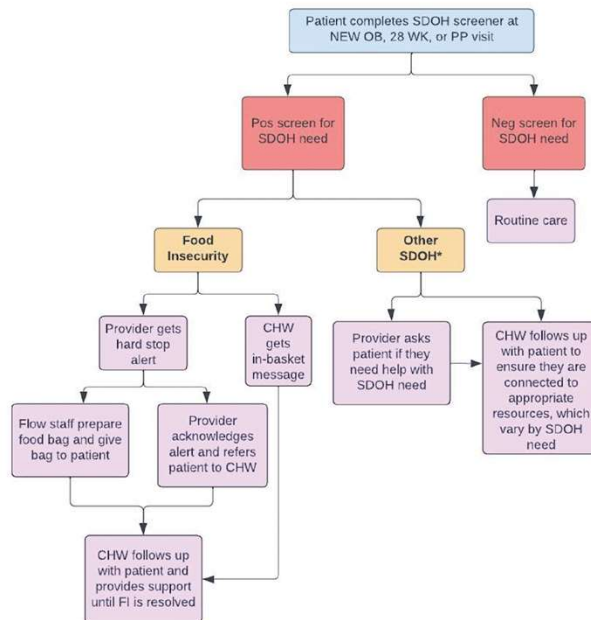 Patient completes SDOH screener at
NEW OB, 28 WK, or PP visit
Pos screen for
SDOH need
Neg screen for
SDOH need
Routine care
Food
Insecurity
Other
SDOH*
Provider gets
hard stop
alert
CHW
gets
in-basket
message
Provider asks
patient if they
need help with
SDOH need
CHW follows up
with patient to
ensure they are
connected to
appropriate
resources, which
vary by SDOH
need
Flow staff prepare
food bag and give
bag to patient
Provider
acknowledges
alert and refers
patient to CHW
CHW follows up
with patient and
provides support
until FI is resolved